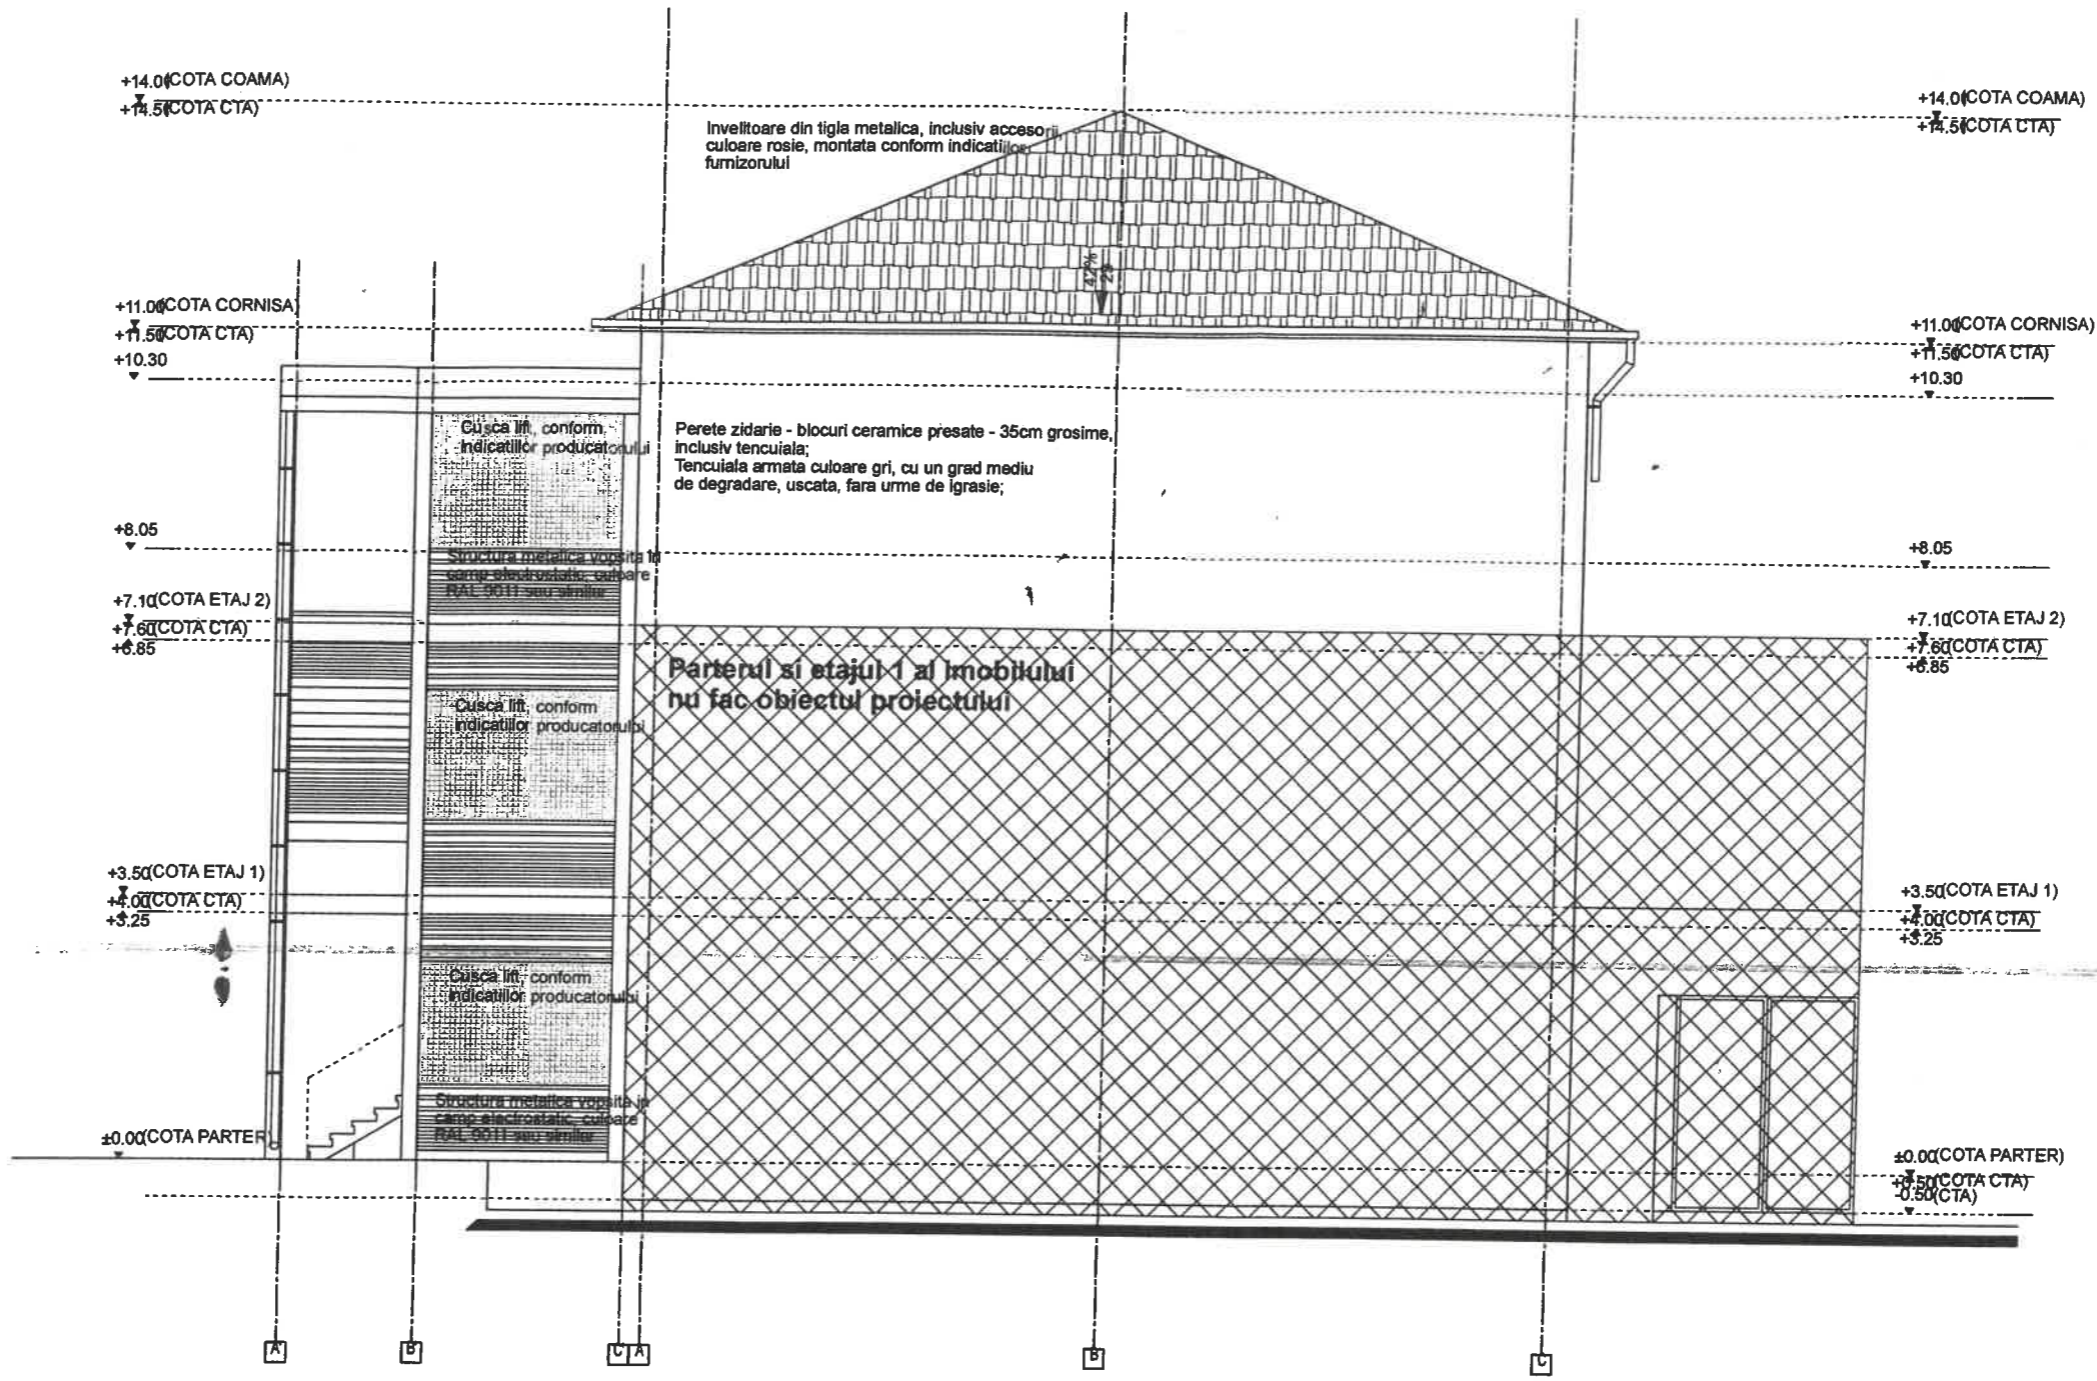 +14.00(COTA COAMA)
+14.50(COTA CTA)
+14.00(COTA COAMA)
+14.50(COTA CTA)
Invelitoare din tigla metalica, inclusiv accesorii,
culoare rosie, montata conform indicatiilor
furnizorului
42%
23
+11.00(COTA CORNISA)
+11.50(COTA CTA)
+10.30
+11.00(COTA CORNISA)
+11.50(COTA CTA)
+10.30
Cusca lift, conform
indicatiilor producatorului
Perete zidarie - blocuri ceramice presate - 35cm grosime,
inclusiv tencuiala;
Tencuiala armata culoare gri, cu un grad mediu
de degradare, uscata, fara urme de igrasie;
+8.05
+8.05
Structura metalica vopsita in
camp electrostatic, culoare
RAL 9011 sau similar
+7.10(COTA ETAJ 2)
+7.60(COTA CTA)
+6.85
+7.10(COTA ETAJ 2)
+7.60(COTA CTA)
+6.85
Parterul si etajul 1 al imobilului
nu fac obiectul proiectului
Cusca lift, conform
indicatiilor producatorului
+3.50(COTA ETAJ 1)
+4.00(COTA CTA)
+3.25
+3.50(COTA ETAJ 1)
+4.00(COTA CTA)
+3.25
Cusca lift, conform
indicatiilor producatorului
Structura metalica vopsita in
camp electrostatic, culoare
RAL 9011 sau similar
±0.00(COTA PARTER)
±0.00(COTA PARTER)
+0.50(COTA CTA)
-0.50(CTA)
A' B' C' A B C